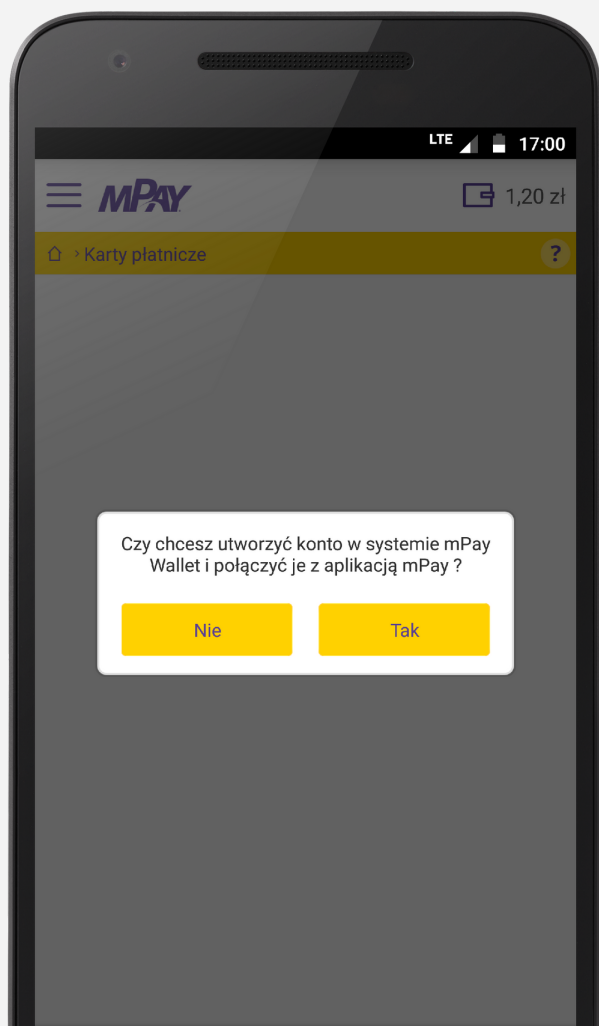 LTE 17:00
mPAY 1,20 zł
> Karty płatnicze ?
Czy chcesz utworzyć konto w systemie mPay
Wallet i połączyć je z aplikacją mPay ?
Nie Tak